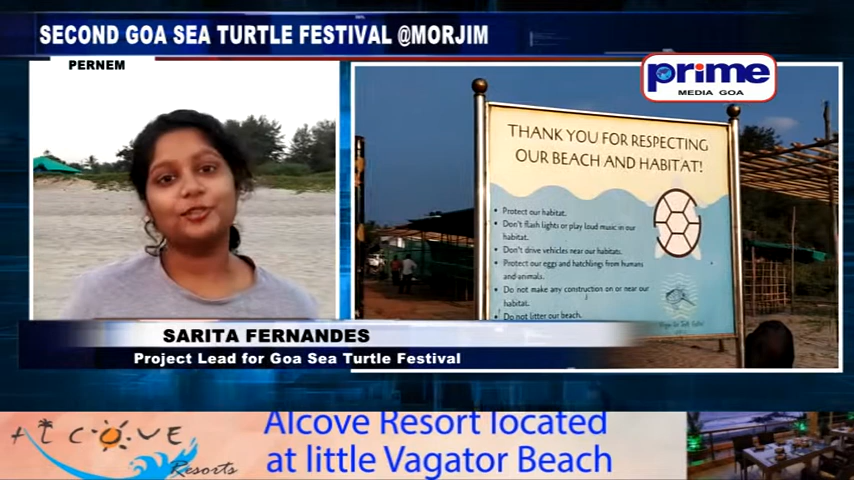 SECOND GOA SEA TURTLE FESTIVAL @MORJIM
PERNEM
prime
MEDIA GOA
THANK YOU FOR RESPECTING
OUR BEACH AND HABITAT!
• Protect our habitat.
• Don't flash lights or play loud music in our
habitat.
• Don't drive vehicles near our habitats.
• Protect our eggs and hatchlings from humans
and animals.
• Do not make any construction on or near our
habitat.
• Do not litter our beach.
SARITA FERNANDES
Project Lead for Goa Sea Turtle Festival
ALCOVE
Resorts
Alcove Resort located
at little Vagator Beach